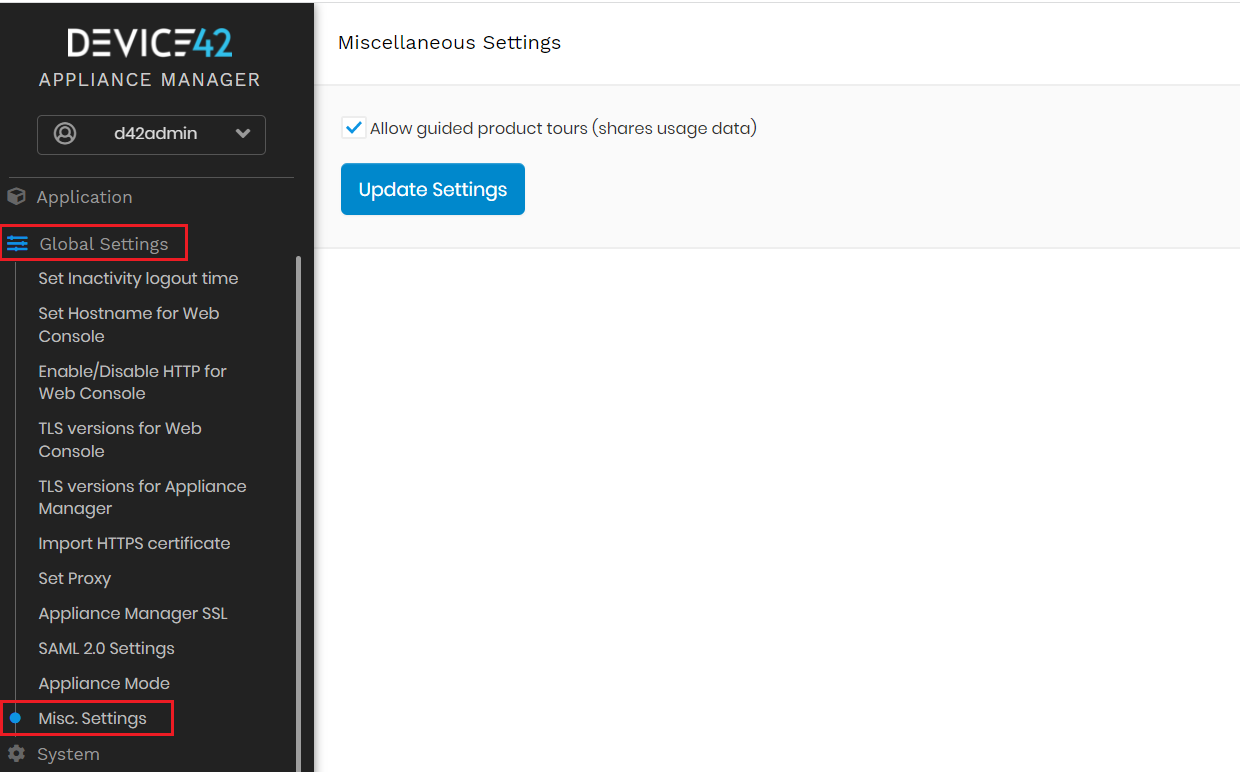 DEVICE42
APPLIANCE MANAGER
d42admin
Application
Global Settings
Set Inactivity logout time
Set Hostname for Web
Console
Enable/Disable HTTP for
Web Console
TLS versions for Web
Console
TLS versions for Appliance
Manager
Import HTTPS certificate
Set Proxy
Appliance Manager SSL
SAML 2.0 Settings
Appliance Mode
Misc. Settings
System
Miscellaneous Settings
Allow guided product tours (shares usage data)
Update Settings